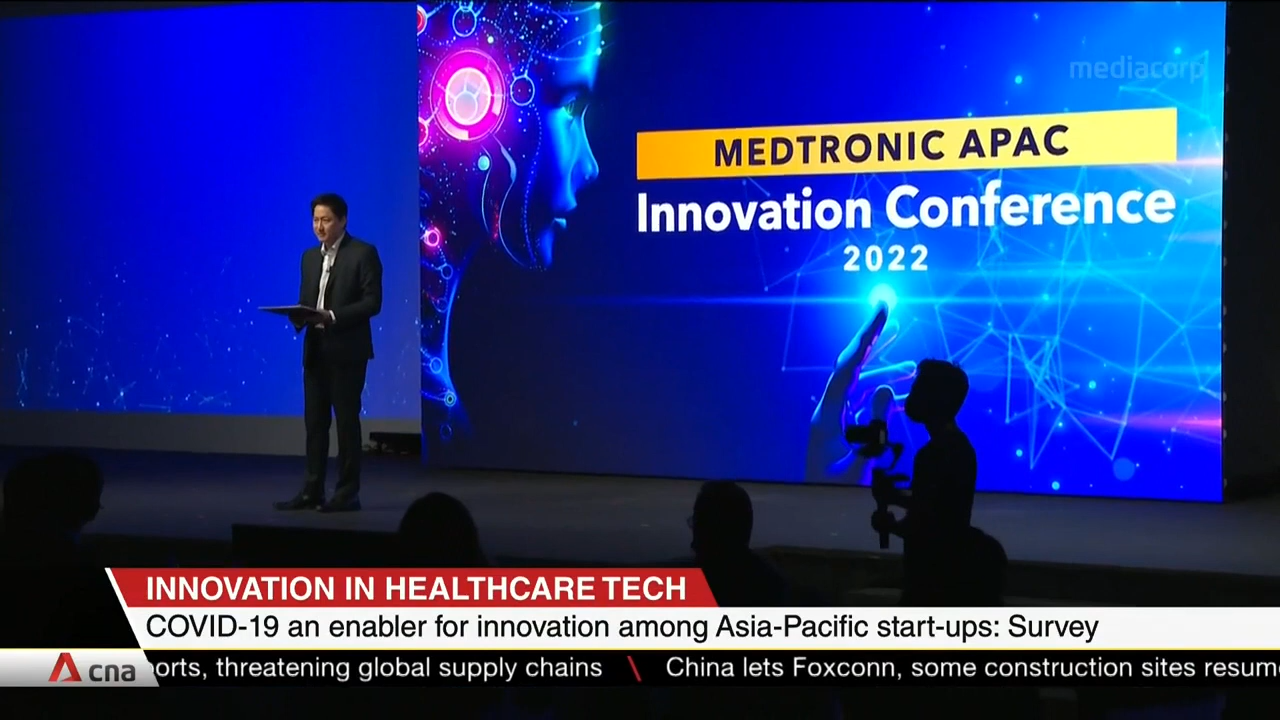 mediacorp
MEDTRONIC APAC
Innovation Conference
2022
INNOVATION IN HEALTHCARE TECH
COVID-19 an enabler for innovation among Asia-Pacific start-ups: Survey
cna
orts, threatening global supply chains \ China lets Foxconn, some construction sites resum